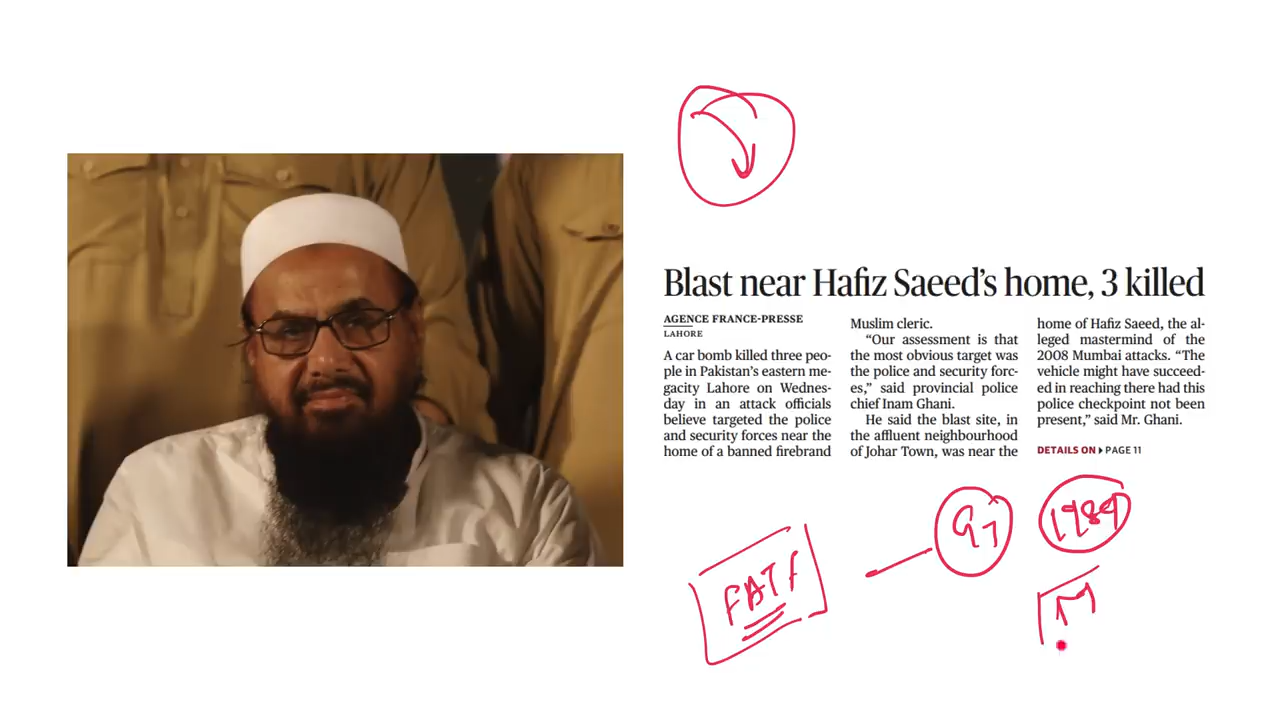 Blast near Hafiz Saeed's home, 3 killed
AGENCE FRANCE-PRESSE
LAHORE
A car bomb killed three peo-
ple in Pakistan's eastern me-
gacity Lahore on Wednes-
day in an attack officials
believe targeted the police
and security forces near the
home of a banned firebrand
Muslim cleric.
"Our assessment is that
the most obvious target was
the police and security forc-
es," said provincial police
chief Inam Ghani.
He said the blast site, in
the affluent neighbourhood
of Johar Town, was near the
home of Hafiz Saeed, the al-
leged mastermind of the
2008 Mumbai attacks. "The
vehicle might have succeed-
ed in reaching there had this
police checkpoint not been
present," said Mr. Ghani.
DETAILS ON PAGE 11
FATF
G7
1989
M